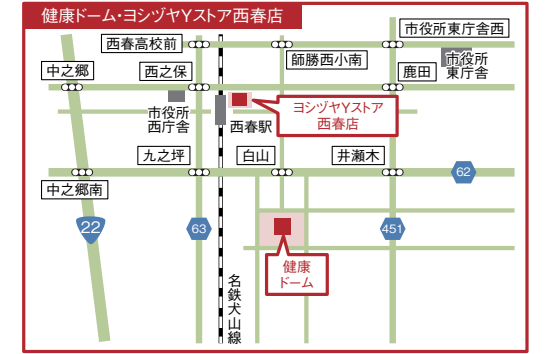 健康ドーム・ヨシヅヤYストア西春店
市役所東庁舎西
西春高校前
師勝西小南
市役所
東庁舎
中之郷
西之保
鹿田
ヨシヅヤYストア
西春店
市役所
西庁舎
西春駅
九之坪
白山
井瀬木
62
中之郷南
22
63
451
健康
ドーム
名鉄犬山線